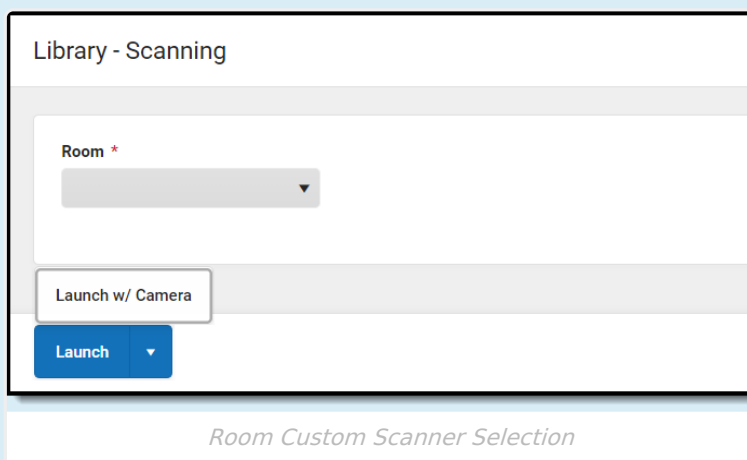 Library - Scanning
Room *
Launch w/ Camera
Launch
Room Custom Scanner Selection